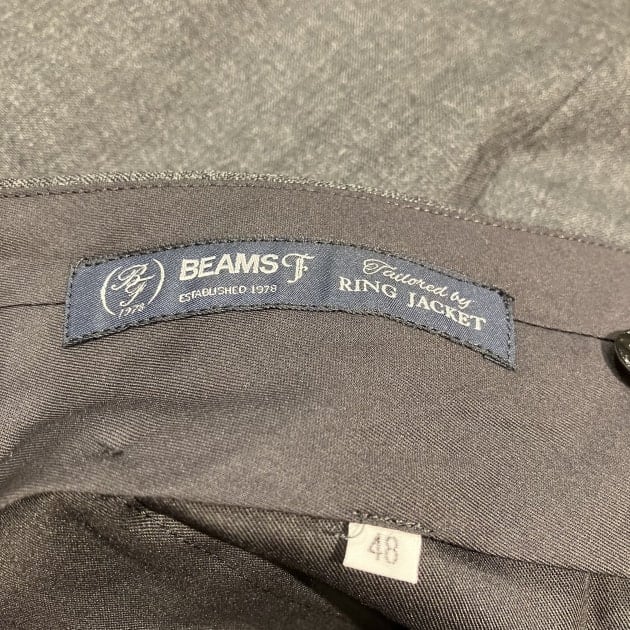 BF
1978
BEAMS F
ESTABLISHED 1978
Tailored by
RING JACKET
48